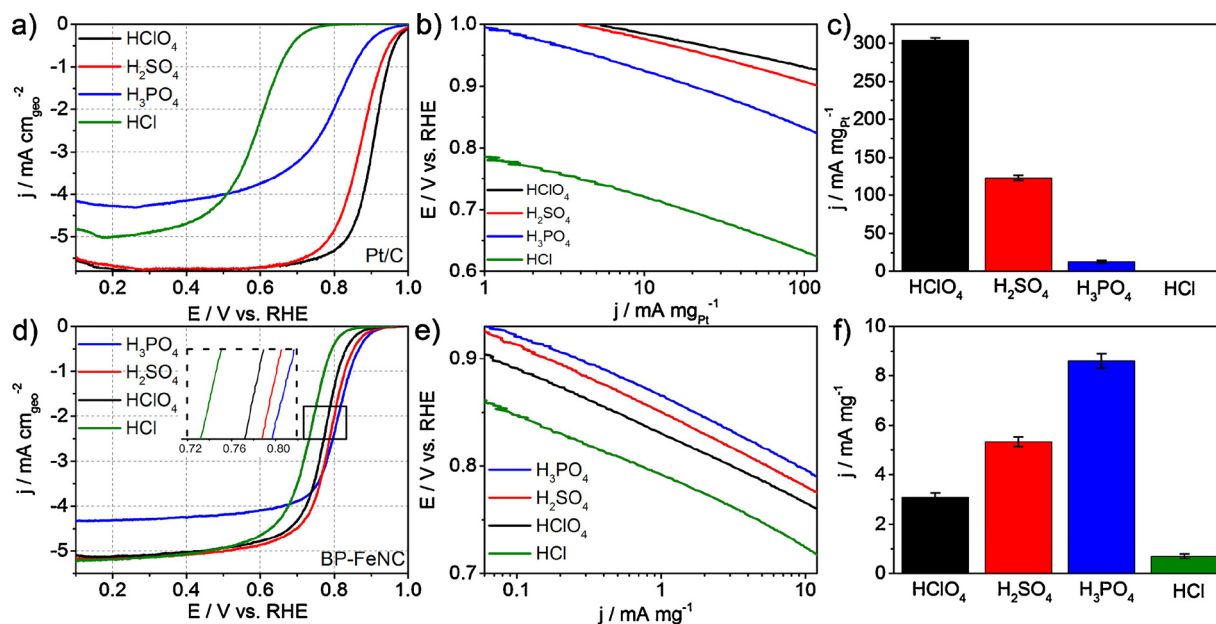 a)
j / mA cm_geo^-2
0
-1
-2
-3
-4
-5
HClO₄
H₂SO₄
H₃PO₄
HCl
Pt/C
0.2 0.4 0.6 0.8 1.0
E / V vs. RHE
b)
E / V vs. RHE
1.0
0.9
0.8
0.7
0.6
HClO₄
H₂SO₄
H₃PO₄
HCl
1 10 100
j / mA mg_Pt^-1
c)
j / mA mg_Pt^-1
300
250
200
150
100
50
0
HClO₄ H₂SO₄ H₃PO₄ HCl
d)
j / mA cm_geo^-2
0
-1
-2
-3
-4
-5
H₃PO₄
H₂SO₄
HClO₄
HCl
0.72 0.76 0.80
BP-FeNC
0.2 0.4 0.6 0.8 1.0
E / V vs. RHE
e)
E / V vs. RHE
0.9
0.8
0.7
H₃PO₄
H₂SO₄
HClO₄
HCl
0.1 1 10
j / mA mg^-1
f)
j / mA mg^-1
10
8
6
4
2
0
HClO₄ H₂SO₄ H₃PO₄ HCl